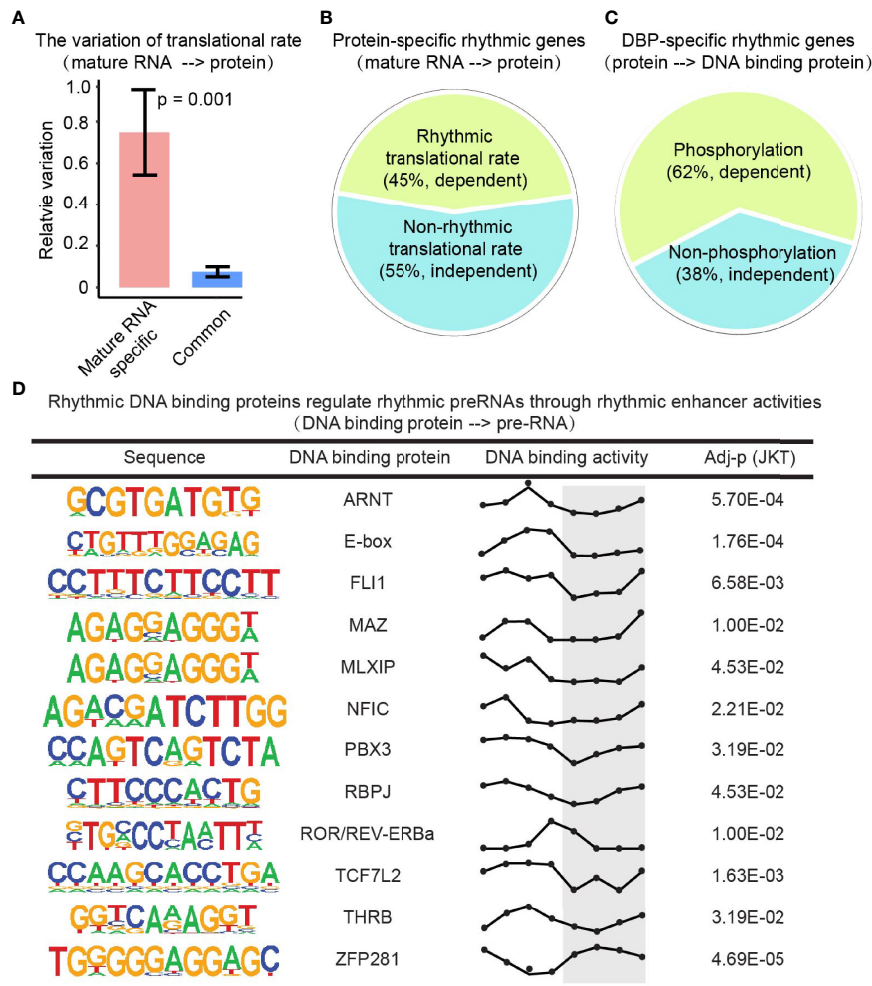 A
The variation of translational rate
(mature RNA --> protein)
1.0
0.8
0.6
0.4
0.2
0
Relatvie variation
p = 0.001
Mature RNA
specific
Common
B
Protein-specific rhythmic genes
(mature RNA --> protein)
Rhythmic
translational rate
(45%, dependent)
Non-rhythmic
translational rate
(55%, independent)
C
DBP-specific rhythmic genes
(protein --> DNA binding protein)
Phosphorylation
(62%, dependent)
Non-phosphorylation
(38%, independent)
D
Rhythmic DNA binding proteins regulate rhythmic preRNAs through rhythmic enhancer activities
(DNA binding protein --> pre-RNA)
Sequence DNA binding protein DNA binding activity Adj-p (JKT)
GCGTGATGTG ARNT 5.70E-04
CTGTTTGGAGAG E-box 1.76E-04
CCTTTCTTCCTT FLI1 6.58E-03
AGAGGAGGGT MAZ 1.00E-02
AGAGGAGGGT MLXIP 4.53E-02
AGACGATCTTGG NFIC 2.21E-02
CCAGTCAGTCTA PBX3 3.19E-02
CTTCCCACTG RBPJ 4.53E-02
ROR/REV-ERBa 1.00E-02
CCAAGCACCTGA TCF7L2 1.63E-03
GGTCAAAGGT THRB 3.19E-02
TGGGGGAGGAGC ZFP281 4.69E-05